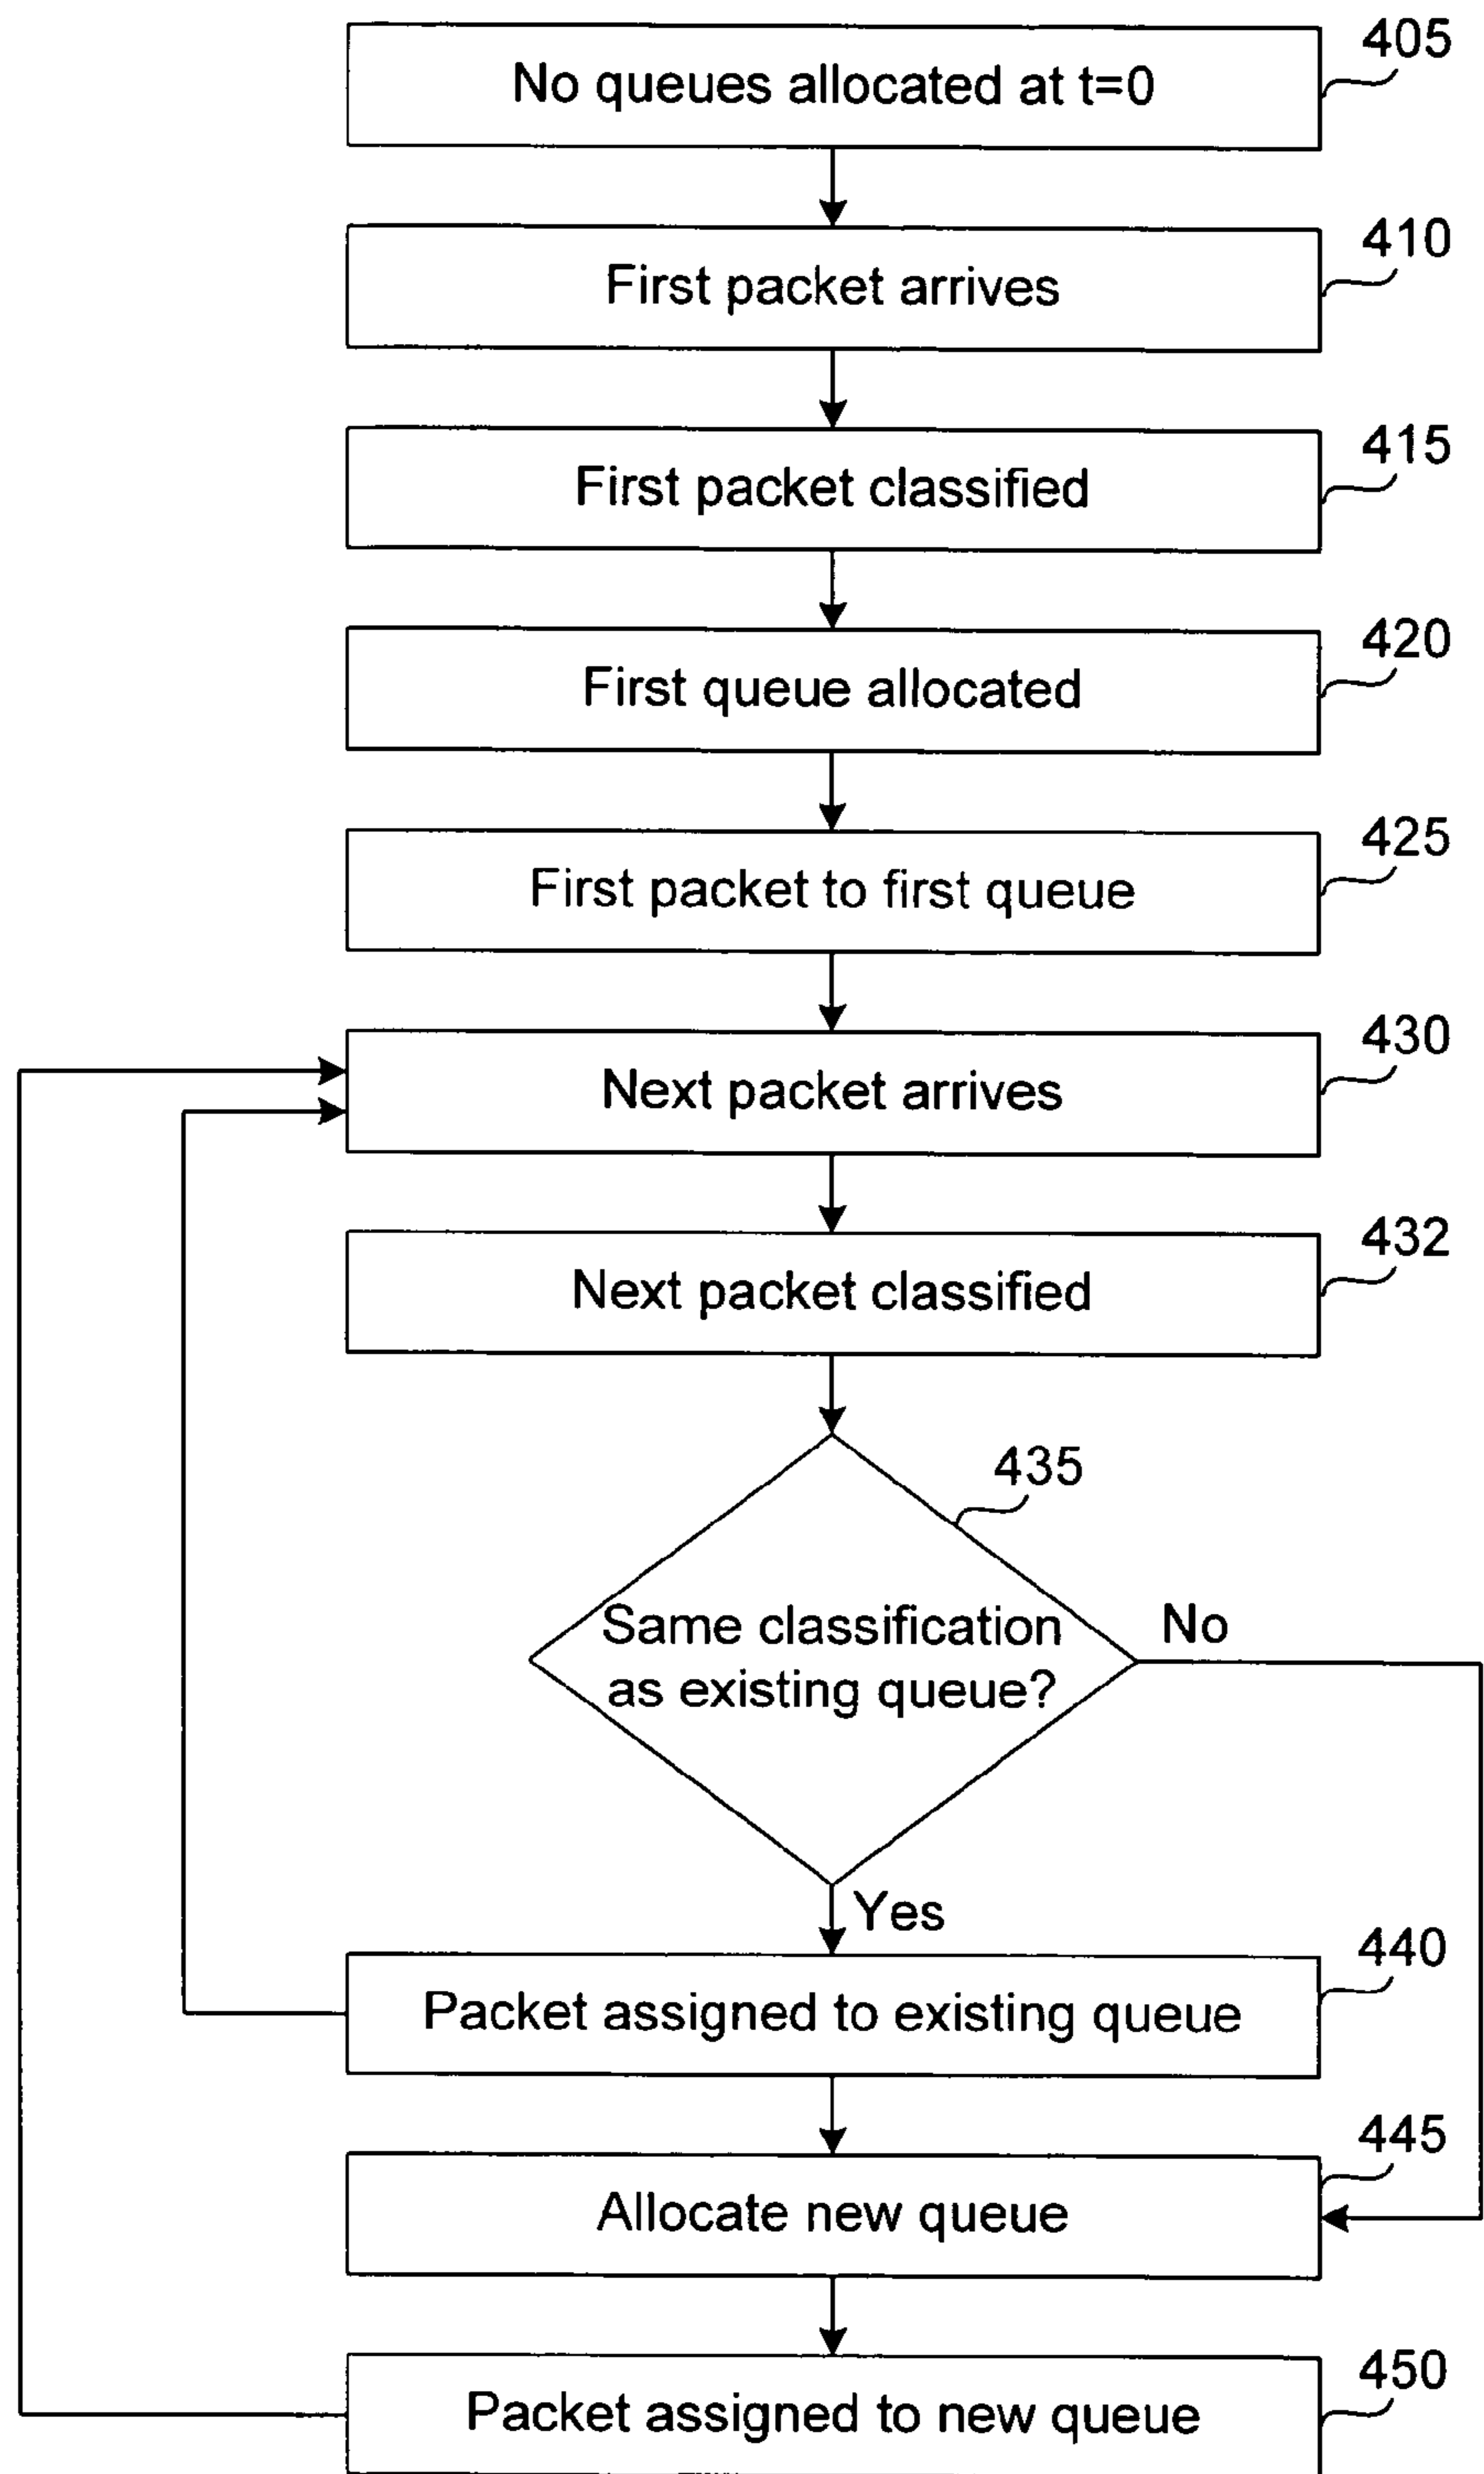 405
No queues allocated at t=0
410
First packet arrives
415
First packet classified
420
First queue allocated
425
First packet to first queue
430
Next packet arrives
432
Next packet classified
435
Same classification
as existing queue?
No
Yes
440
Packet assigned to existing queue
445
Allocate new queue
450
Packet assigned to new queue